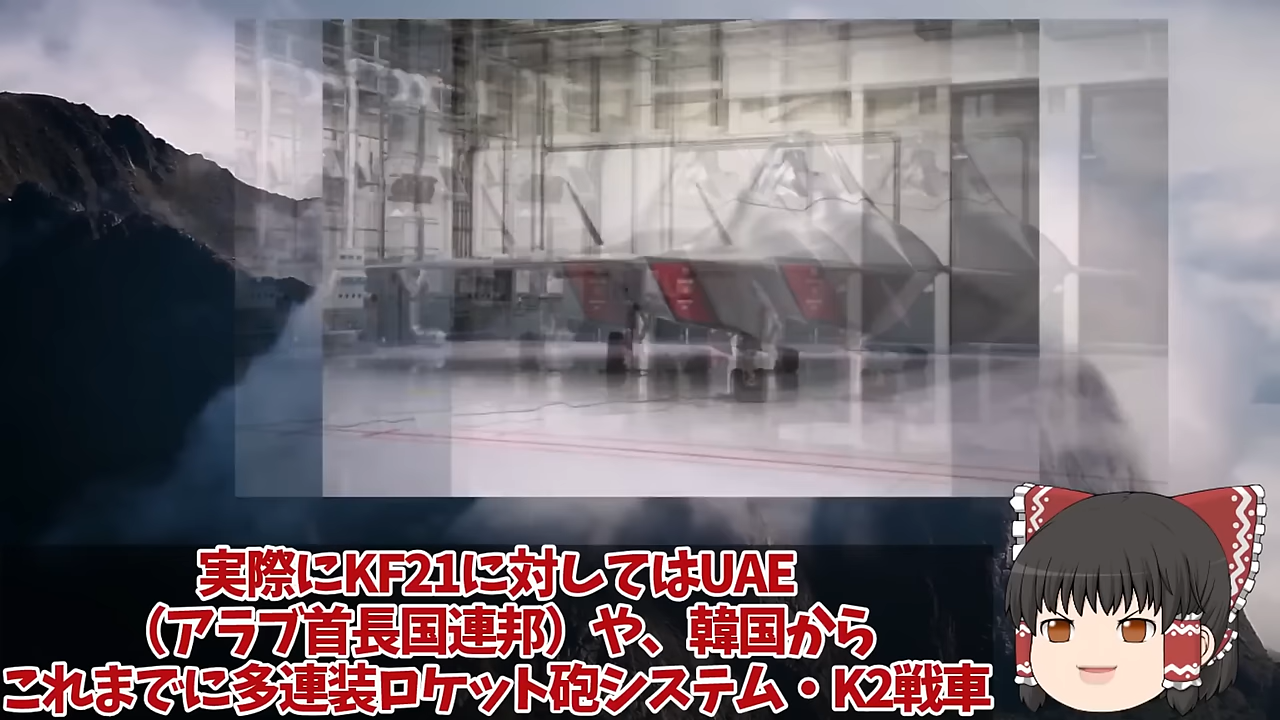 実際にKF21に対してはUAE
（アラブ首長国連邦）や、韓国から
これまでに多連装ロケット砲システム・K2戦車